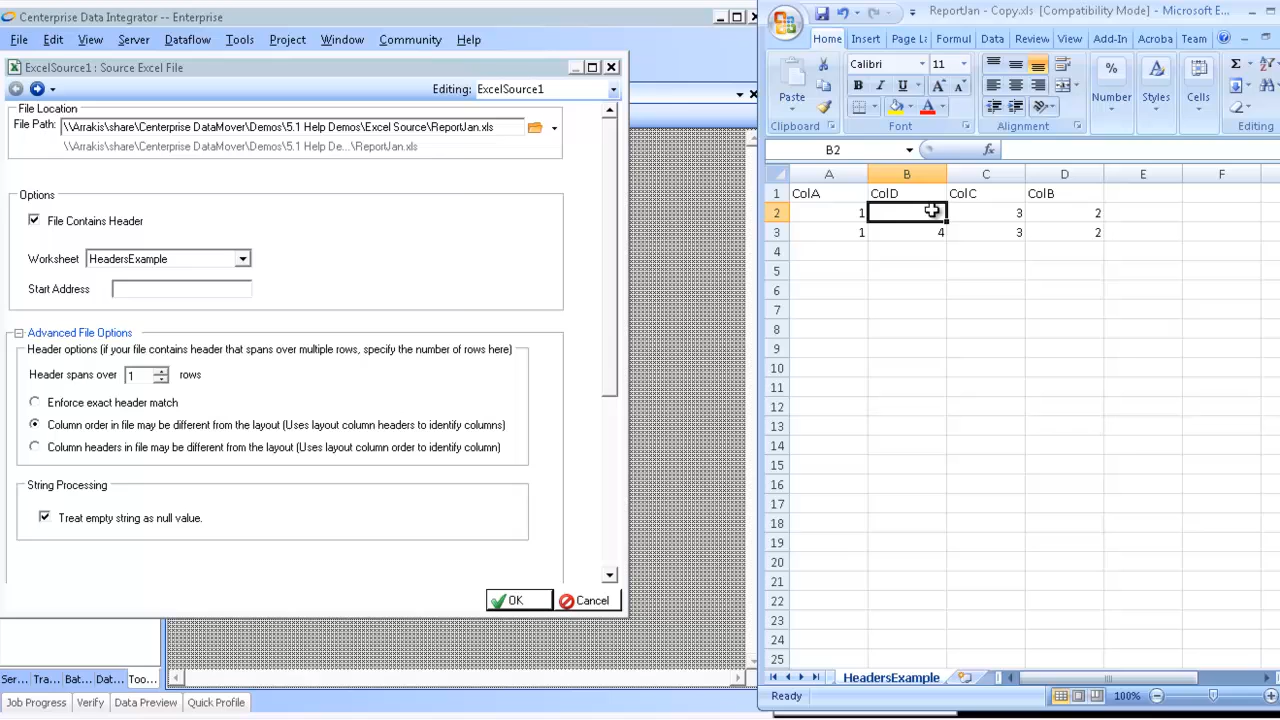 Centerprise Data Integrator -- Enterprise
File Edit View Server Dataflow Tools Project Window Community Help
ExcelSource1 : Source Excel File
Editing: ExcelSource1
File Location
File Path: \\Arrakis\share\Centerprise DataMover\Demos\5.1 Help Demos\Excel Source\ReportJan.xls
\\Arrakis\share\Centerprise DataMover\Demos\5.1 Help De...\ReportJan.xls
Options
File Contains Header
Worksheet HeadersExample
Start Address
Advanced File Options
Header options (if your file contains header that spans over multiple rows, specify the number of rows here)
Header spans over 1 rows
Enforce exact header match
Column order in file may be different from the layout (Uses layout column headers to identify columns)
Column headers in file may be different from the layout (Uses layout column order to identify column)
String Processing
Treat empty string as null value.
OK Cancel
Ser... Tr... Bat... Dat... Too...
Job Progress Verify Data Preview Quick Profile
ReportJan - Copy.xls [Compatibility Mode] - Microsoft E...
Home Insert Page L Formul Data Review View Add-In Acroba Team
Paste
Calibri 11
B I U
A A
A
% Number
A Styles
Cells
Clipboard Font Alignment Editing
B2 fx
A B C D E F
1 ColA ColD ColC ColB
2 1 3 2
3 1 4 3 2
4
5
6
7
8
9
10
11
12
13
14
15
16
17
18
19
20
21
22
23
24
25
HeadersExample
Ready 100%